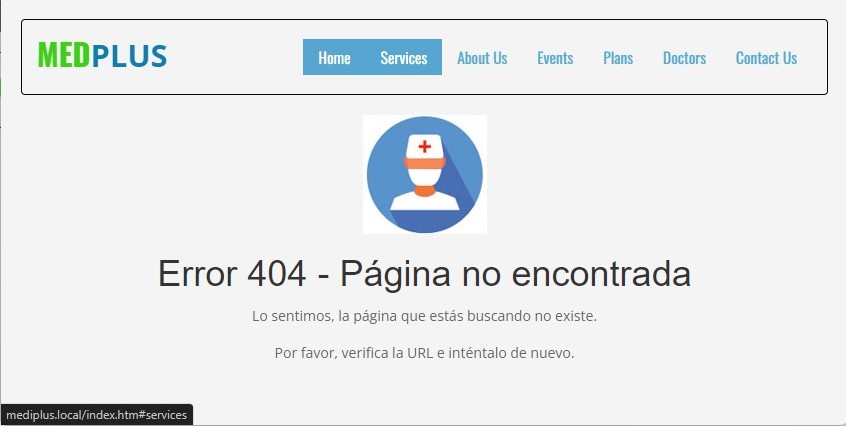 MEDPLUS
Home Services About Us Events Plans Doctors Contact Us
Error 404 - Página no encontrada
Lo sentimos, la página que estás buscando no existe.
Por favor, verifica la URL e inténtalo de nuevo.
mediplus.local/index.htm#services